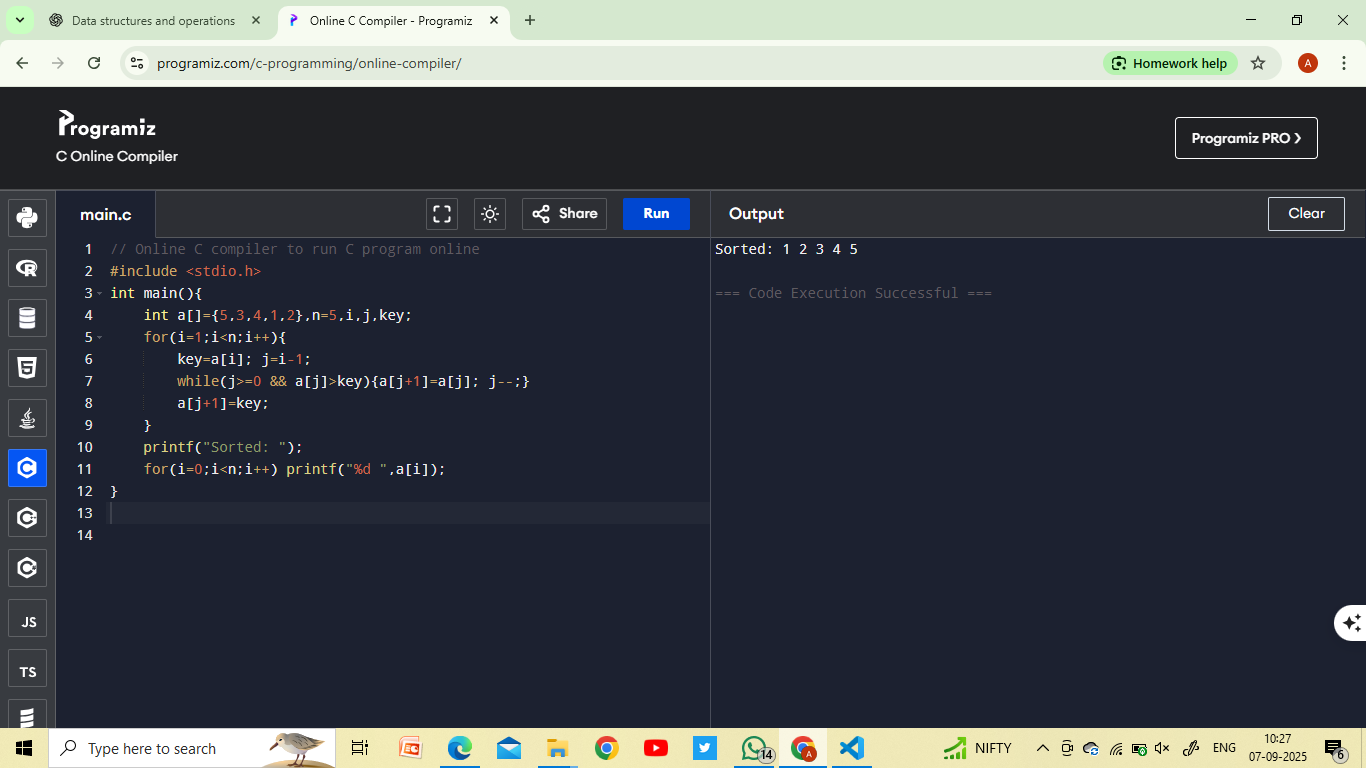 Data structures and operations
Online C Compiler - Programiz
programiz.com/c-programming/online-compiler/
Homework help
A
Programiz
C Online Compiler
Programiz PRO ❯
main.c
Share
Run
Output
Clear
1 // Online C compiler to run C program online
2 #include <stdio.h>
3 int main(){
4     int a[]={5,3,4,1,2},n=5,i,j,key;
5     for(i=1;i<n;i++){
6         key=a[i]; j=i-1;
7         while(j>=0 && a[j]>key){a[j+1]=a[j]; j--;}
8         a[j+1]=key;
9     }
10     printf("Sorted: ");
11     for(i=0;i<n;i++) printf("%d ",a[i]);
12 }
13
14
Sorted: 1 2 3 4 5
=== Code Execution Successful ===
JS
TS
Type here to search
14
A
NIFTY
ENG
10:27
07-09-2025
6